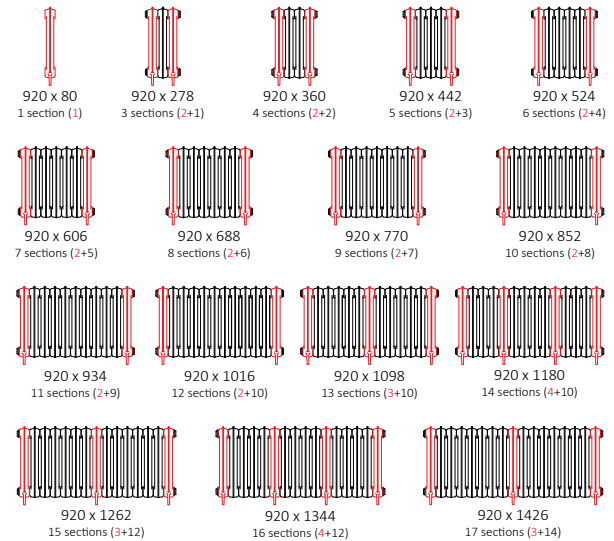 920 x 80
1 section (1)
920 x 278
3 sections (2+1)
920 x 360
4 sections (2+2)
920 x 442
5 sections (2+3)
920 x 524
6 sections (2+4)
920 x 606
7 sections (2+5)
920 x 688
8 sections (2+6)
920 x 770
9 sections (2+7)
920 x 852
10 sections (2+8)
920 x 934
11 sections (2+9)
920 x 1016
12 sections (2+10)
920 x 1098
13 sections (3+10)
920 x 1180
14 sections (4+10)
920 x 1262
15 sections (3+12)
920 x 1344
16 sections (4+12)
920 x 1426
17 sections (3+14)